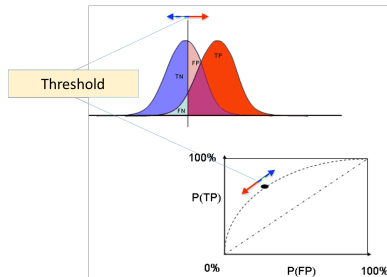 Threshold
TN
FP
TP
FN
100%
P(TP)
0%
P(FP)
100%